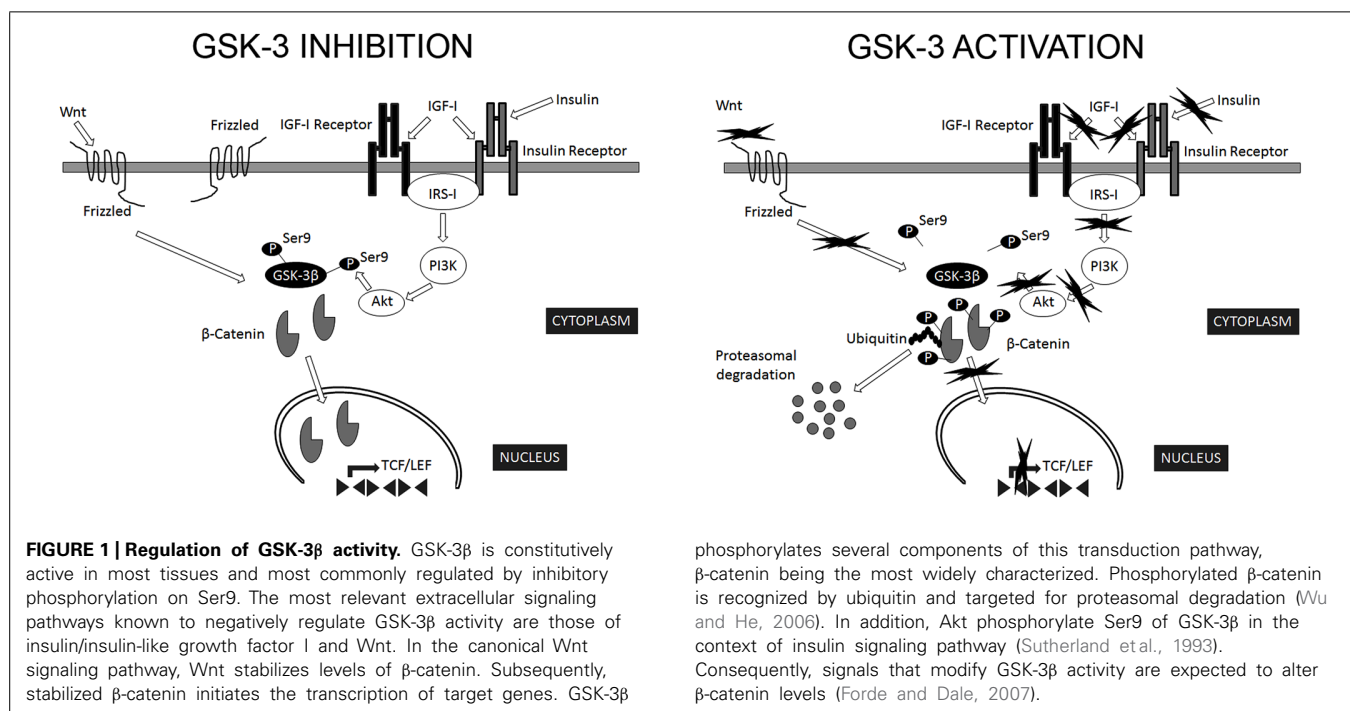 GSK-3 INHIBITION
Wnt
Frizzled
IGF-I Receptor
IGF-I
Insulin
Insulin Receptor
Frizzled
IRS-I
P Ser9
P Ser9
GSK-3β
PI3K
Akt
β-Catenin
CYTOPLASM
NUCLEUS
TCF/LEF
GSK-3 ACTIVATION
Wnt
IGF-I
Insulin
IGF-I Receptor
Insulin Receptor
Frizzled
IRS-I
P Ser9
P Ser9
GSK-3β
PI3K
Akt
P
P
P
Ubiquitin
β-Catenin
P
CYTOPLASM
Proteasomal
degradation
NUCLEUS
TCF/LEF
FIGURE 1 | Regulation of GSK-3β activity. GSK-3β is constitutively
active in most tissues and most commonly regulated by inhibitory
phosphorylation on Ser9. The most relevant extracellular signaling
pathways known to negatively regulate GSK-3β activity are those of
insulin/insulin-like growth factor I and Wnt. In the canonical Wnt
signaling pathway, Wnt stabilizes levels of β-catenin. Subsequently,
stabilized β-catenin initiates the transcription of target genes. GSK-3β
phosphorylates several components of this transduction pathway,
β-catenin being the most widely characterized. Phosphorylated β-catenin
is recognized by ubiquitin and targeted for proteasomal degradation (Wu
and He, 2006). In addition, Akt phosphorylate Ser9 of GSK-3β in the
context of insulin signaling pathway (Sutherland et al., 1993).
Consequently, signals that modify GSK-3β activity are expected to alter
β-catenin levels (Forde and Dale, 2007).